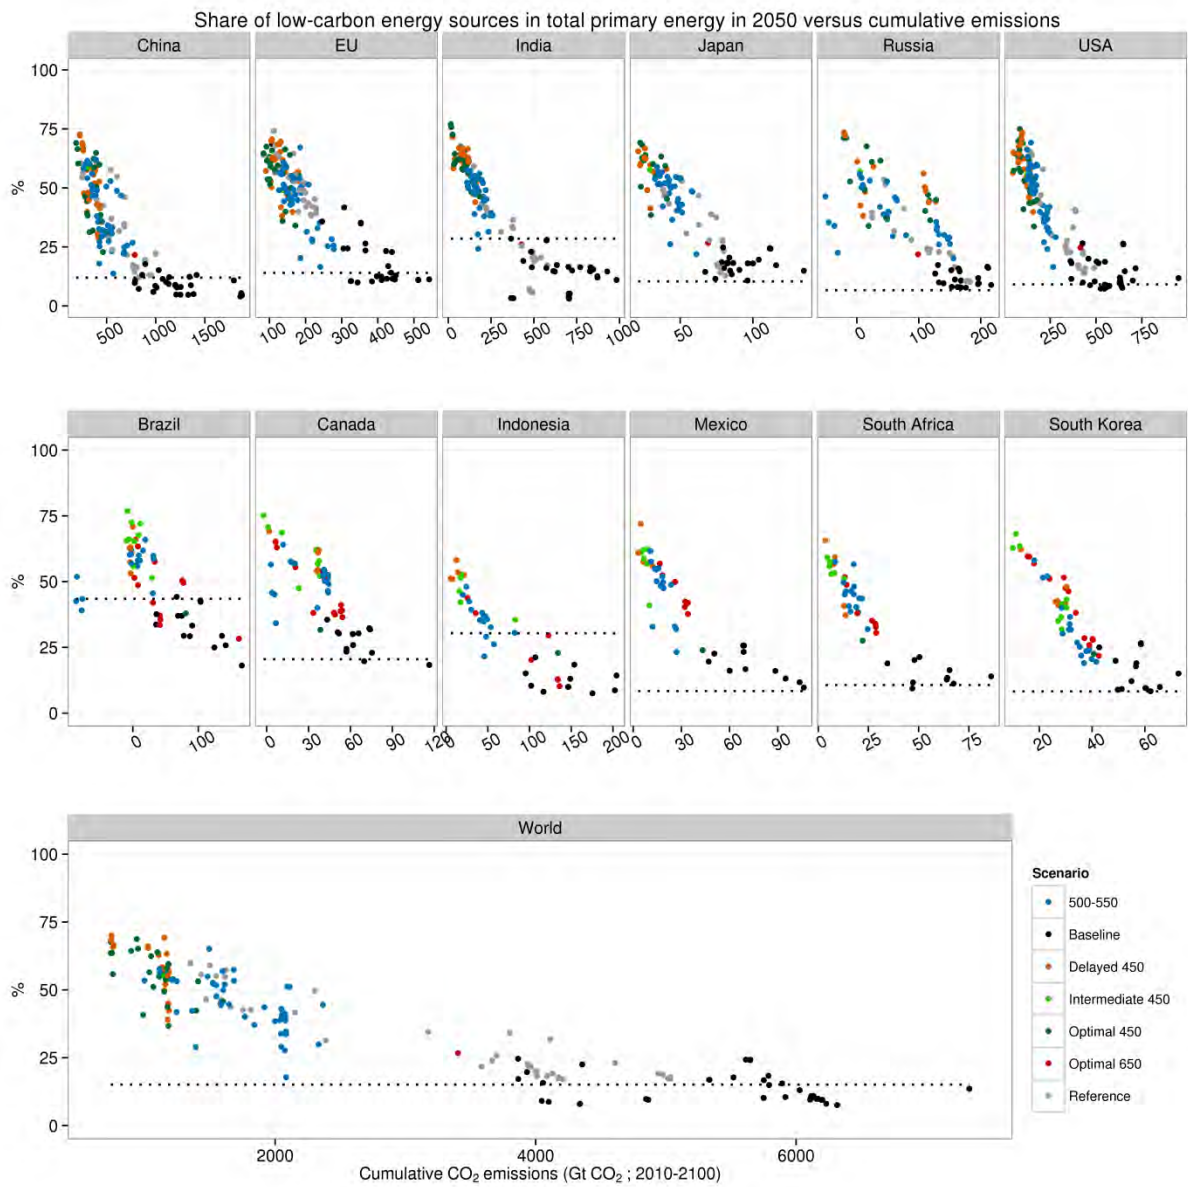 Share of low-carbon energy sources in total primary energy in 2050 versus cumulative emissions
China EU India Japan Russia USA
100
75
50
25
0
%
500 1000 1500 100 200 300 400 500 0 250 500 750 1000 50 100 0 100 200 250 500 750
Brazil Canada Indonesia Mexico South Africa South Korea
100
75
50
25
0
%
0 100 0 30 60 90 120 0 50 100 150 200 0 30 60 90 0 25 50 75 20 40 60
World
100
75
50
25
0
%
2000 4000 6000
Cumulative CO₂ emissions (Gt CO₂ ; 2010-2100)
Scenario
500-550
Baseline
Delayed 450
Intermediate 450
Optimal 450
Optimal 650
Reference